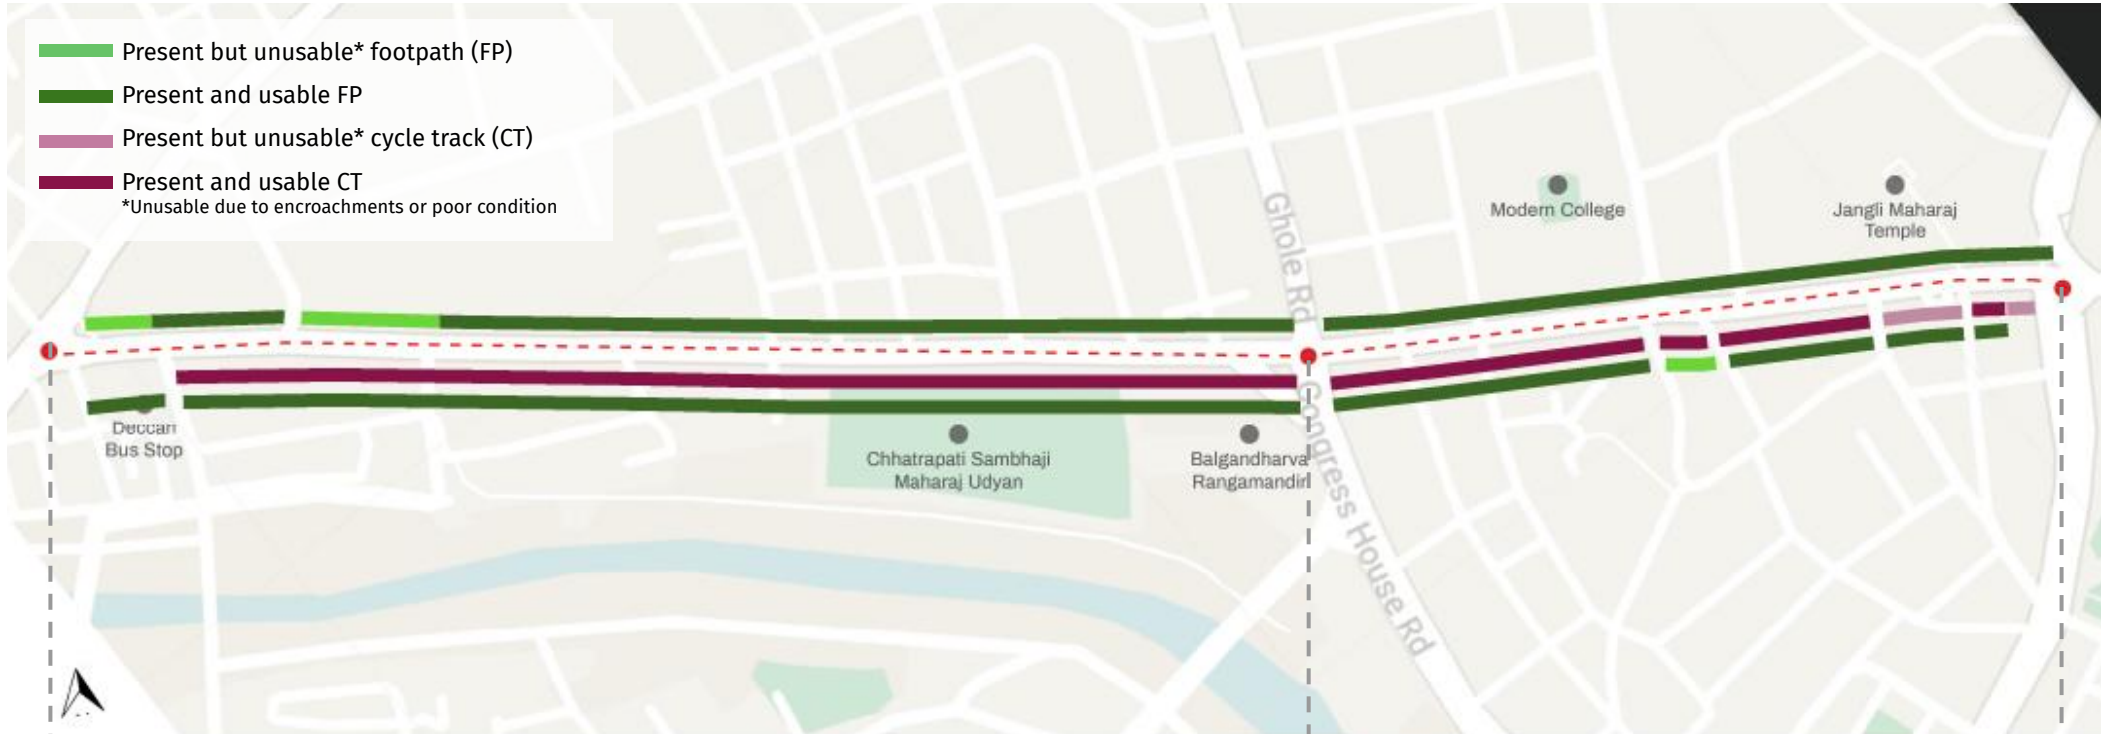 Present but unusable* footpath (FP)
Present and usable FP
Present but unusable* cycle track (CT)
Present and usable CT
*Unusable due to encroachments or poor condition
Ghole Rd
Modern College
Jangli Maharaj
Temple
Deccan
Bus Stop
Chhatrapati Sambhaji
Maharaj Udyan
Balgandharva
Rangamandir
Congress House Rd